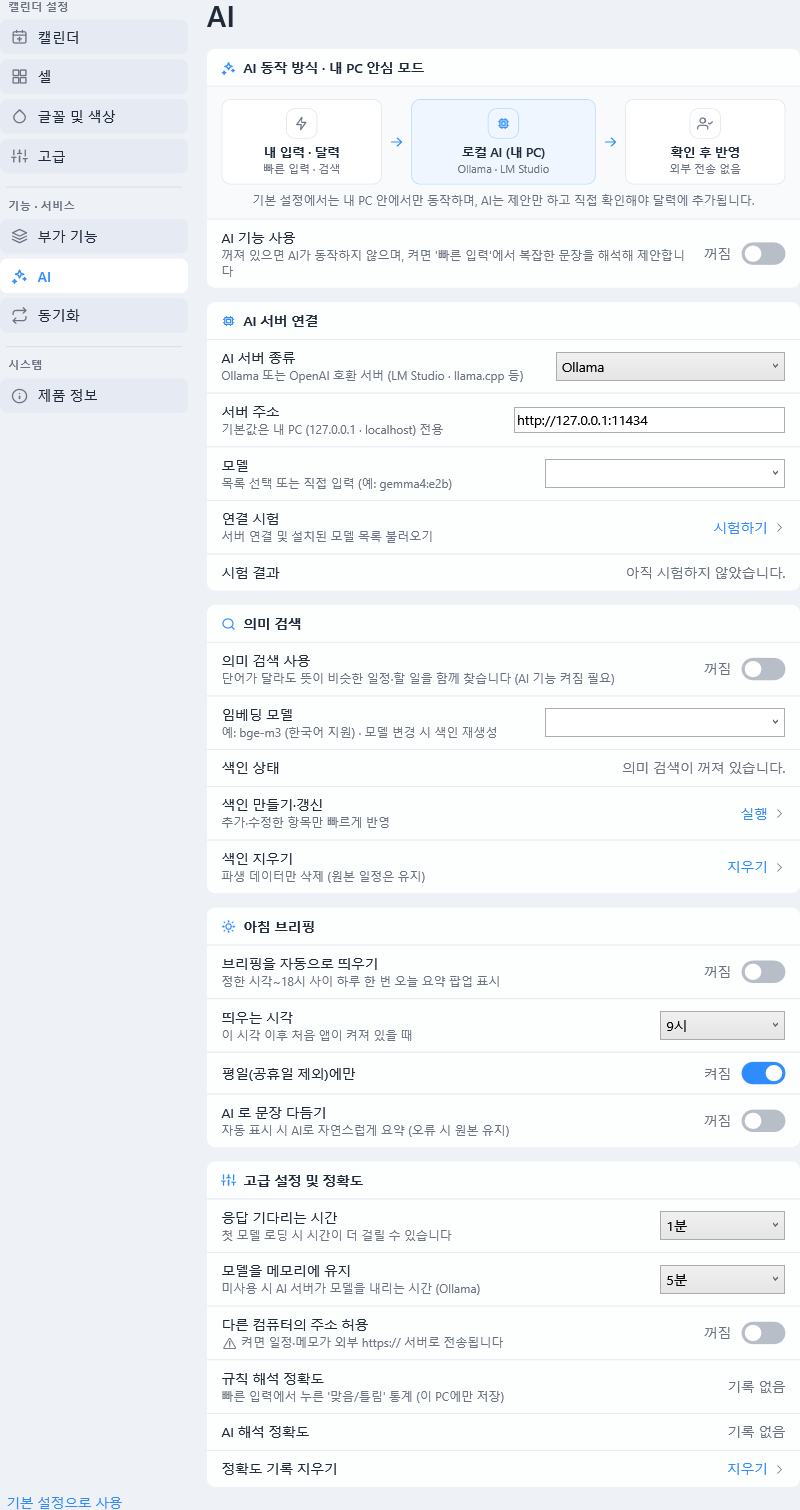 캘린더 설정
캘린더
셀
글꼴 및 색상
고급
기능 · 서비스
부가 기능
AI
동기화
시스템
제품 정보
기본 설정으로 사용
AI
AI 동작 방식 · 내 PC 안심 모드
내 입력 · 달력
빠른 입력 · 검색
로컬 AI (내 PC)
Ollama · LM Studio
확인 후 반영
외부 전송 없음
기본 설정에서는 내 PC 안에서만 동작하며, AI는 제안만 하고 직접 확인해야 달력에 추가됩니다.
AI 기능 사용
꺼져 있으면 AI가 동작하지 않으며, 켜면 '빠른 입력'에서 복잡한 문장을 해석해 제안합니
다
꺼짐
AI 서버 연결
AI 서버 종류
Ollama 또는 OpenAI 호환 서버 (LM Studio · llama.cpp 등)
Ollama
서버 주소
기본값은 내 PC (127.0.0.1 · localhost) 전용
http://127.0.0.1:11434
모델
목록 선택 또는 직접 입력 (예: gemma4:e2b)
연결 시험
서버 연결 및 설치된 모델 목록 불러오기
시험하기
시험 결과
아직 시험하지 않았습니다.
의미 검색
의미 검색 사용
단어가 달라도 뜻이 비슷한 일정·할 일을 함께 찾습니다 (AI 기능 켜짐 필요)
꺼짐
임베딩 모델
예: bge-m3 (한국어 지원) · 모델 변경 시 색인 재생성
색인 상태
의미 검색이 꺼져 있습니다.
색인 만들기·갱신
추가·수정한 항목만 빠르게 반영
실행
색인 지우기
파생 데이터만 삭제 (원본 일정은 유지)
지우기
아침 브리핑
브리핑을 자동으로 띄우기
정한 시각~18시 사이 하루 한 번 오늘 요약 팝업 표시
꺼짐
띄우는 시각
이 시각 이후 처음 앱이 켜져 있을 때
9시
평일(공휴일 제외)에만
켜짐
AI 로 문장 다듬기
자동 표시 시 AI로 자연스럽게 요약 (오류 시 원본 유지)
꺼짐
고급 설정 및 정확도
응답 기다리는 시간
첫 모델 로딩 시 시간이 더 걸릴 수 있습니다
1분
모델을 메모리에 유지
미사용 시 AI 서버가 모델을 내리는 시간 (Ollama)
5분
다른 컴퓨터의 주소 허용
⚠ 켜면 일정·메모가 외부 https:// 서버로 전송됩니다
꺼짐
규칙 해석 정확도
빠른 입력에서 누른 '맞음/틀림' 통계 (이 PC에만 저장)
기록 없음
AI 해석 정확도
기록 없음
정확도 기록 지우기
지우기